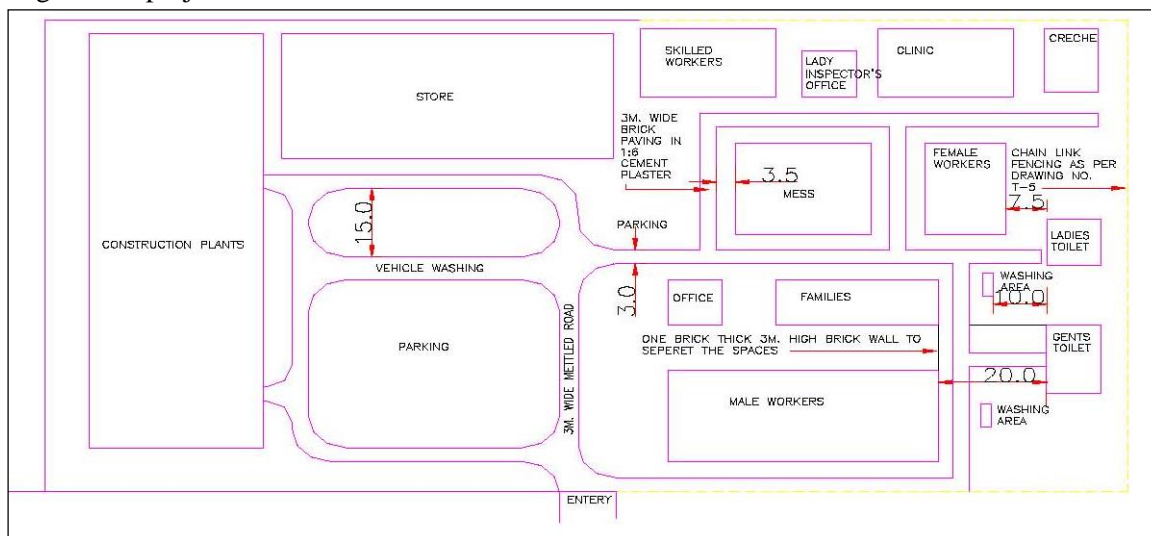 SKILLED
WORKERS
LADY
INSPECTOR'S
OFFICE
CLINIC
CRECHE
STORE
3M. WIDE
BRICK
PAVING IN
1:6
CEMENT
PLASTER
3.5
MESS
FEMALE
WORKERS
CHAIN LINK
FENCING AS PER
DRAWING NO.
T-5
7.5
LADIES
TOILET
CONSTRUCTION PLANTS
15.0
VEHICLE WASHING
PARKING
3.0
OFFICE
FAMILIES
WASHING
AREA
10.0
PARKING
3M. WIDE METTLED ROAD
ONE BRICK THICK 3M. HIGH BRICK WALL TO
SEPERET THE SPACES
GENTS
TOILET
20.0
MALE WORKERS
WASHING
AREA
ENTERY